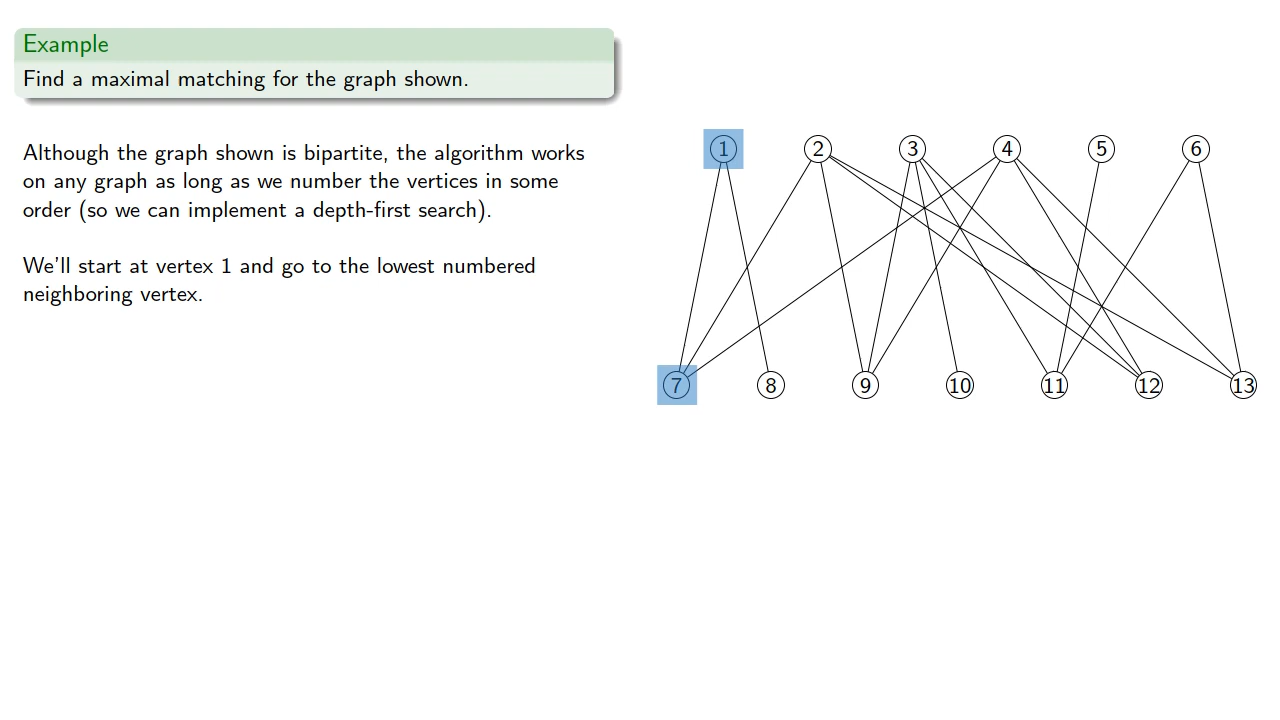 Example
Find a maximal matching for the graph shown.
Although the graph shown is bipartite, the algorithm works
on any graph as long as we number the vertices in some
order (so we can implement a depth-first search).
We'll start at vertex 1 and go to the lowest numbered
neighboring vertex.
1 2 3 4 5 6
7 8 9 10 11 12 13